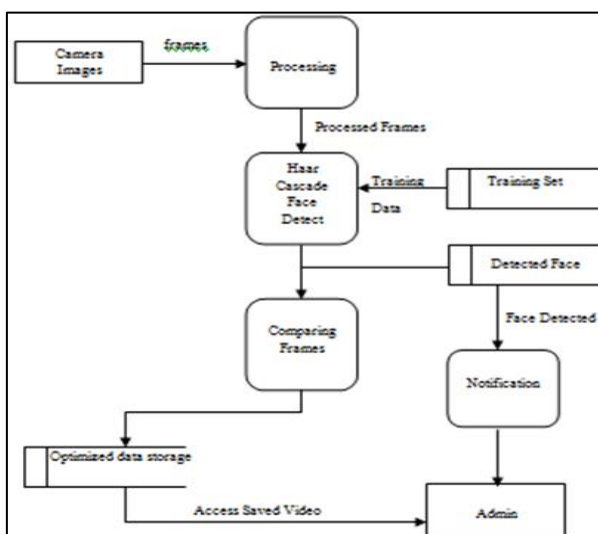 frames
Camera
Images
Processing
Processed Frames
Haar
Cascade
Face
Detect
Training
Data
Training Set
Detected Face
Face Detected
Comparing
Frames
Notification
Optimized data storage
Access Saved Video
Admin